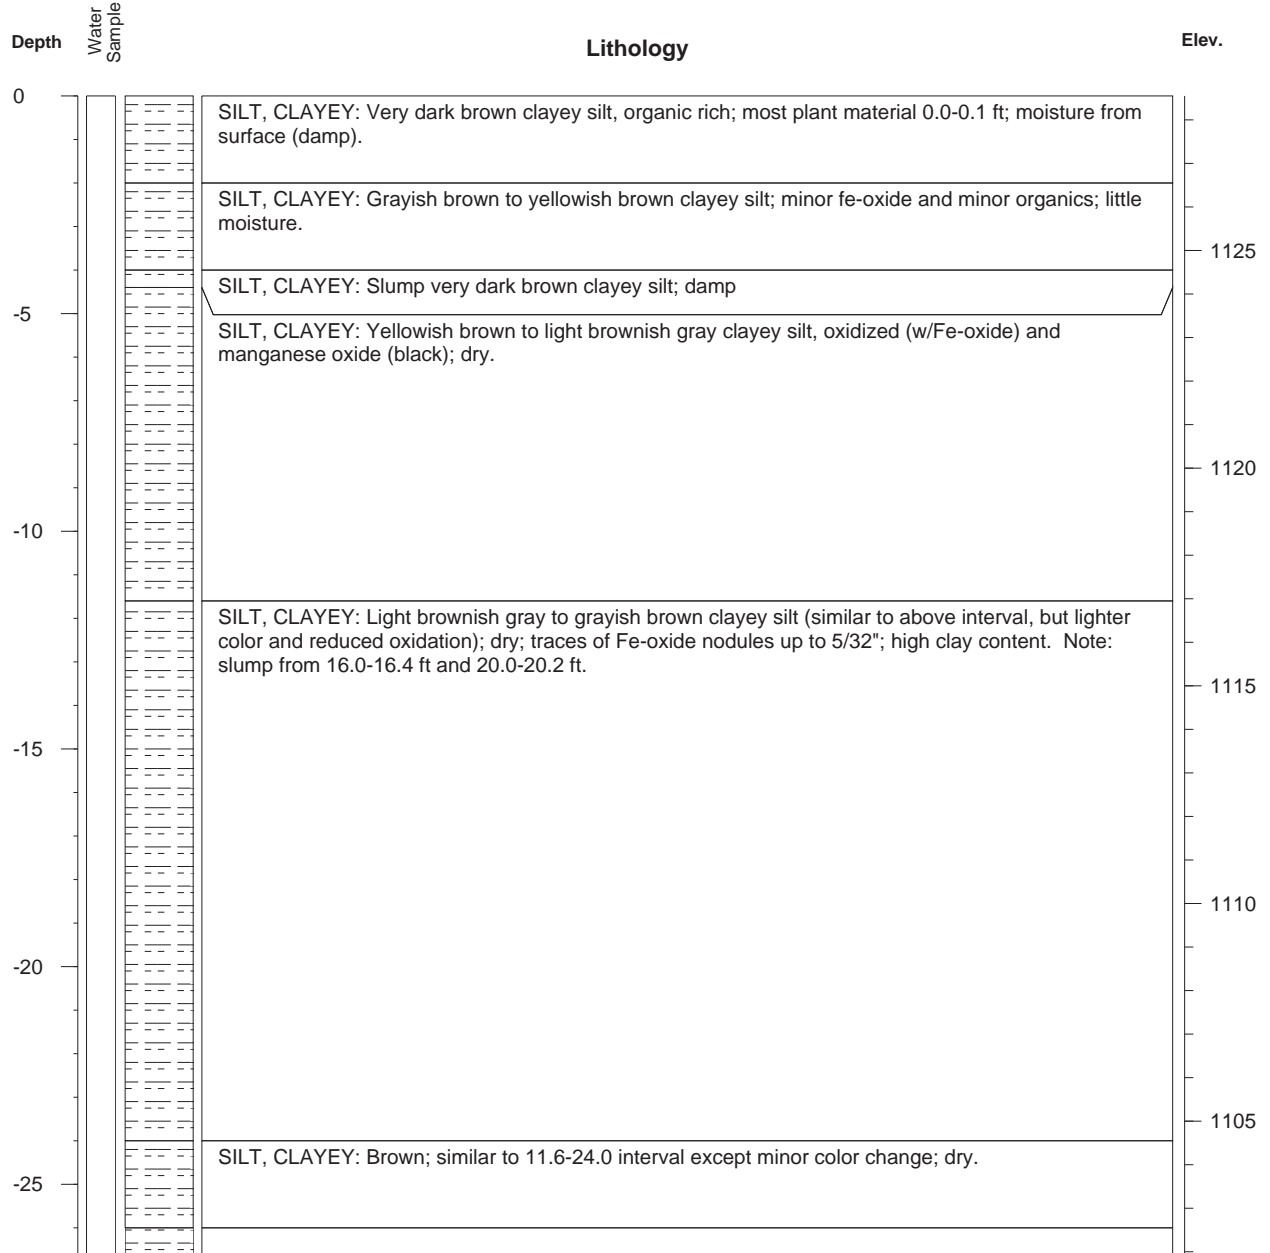 Depth
Water
Sample
Lithology
Elev.
0
SILT, CLAYEY: Very dark brown clayey silt, organic rich; most plant material 0.0-0.1 ft; moisture from
surface (damp).
SILT, CLAYEY: Grayish brown to yellowish brown clayey silt; minor fe-oxide and minor organics; little
moisture.
1125
SILT, CLAYEY: Slump very dark brown clayey silt; damp
-5
SILT, CLAYEY: Yellowish brown to light brownish gray clayey silt, oxidized (w/Fe-oxide) and
manganese oxide (black); dry.
1120
-10
SILT, CLAYEY: Light brownish gray to grayish brown clayey silt (similar to above interval, but lighter
color and reduced oxidation); dry; traces of Fe-oxide nodules up to 5/32"; high clay content.  Note:
slump from 16.0-16.4 ft and 20.0-20.2 ft.
1115
-15
1110
-20
1105
SILT, CLAYEY: Brown; similar to 11.6-24.0 interval except minor color change; dry.
-25